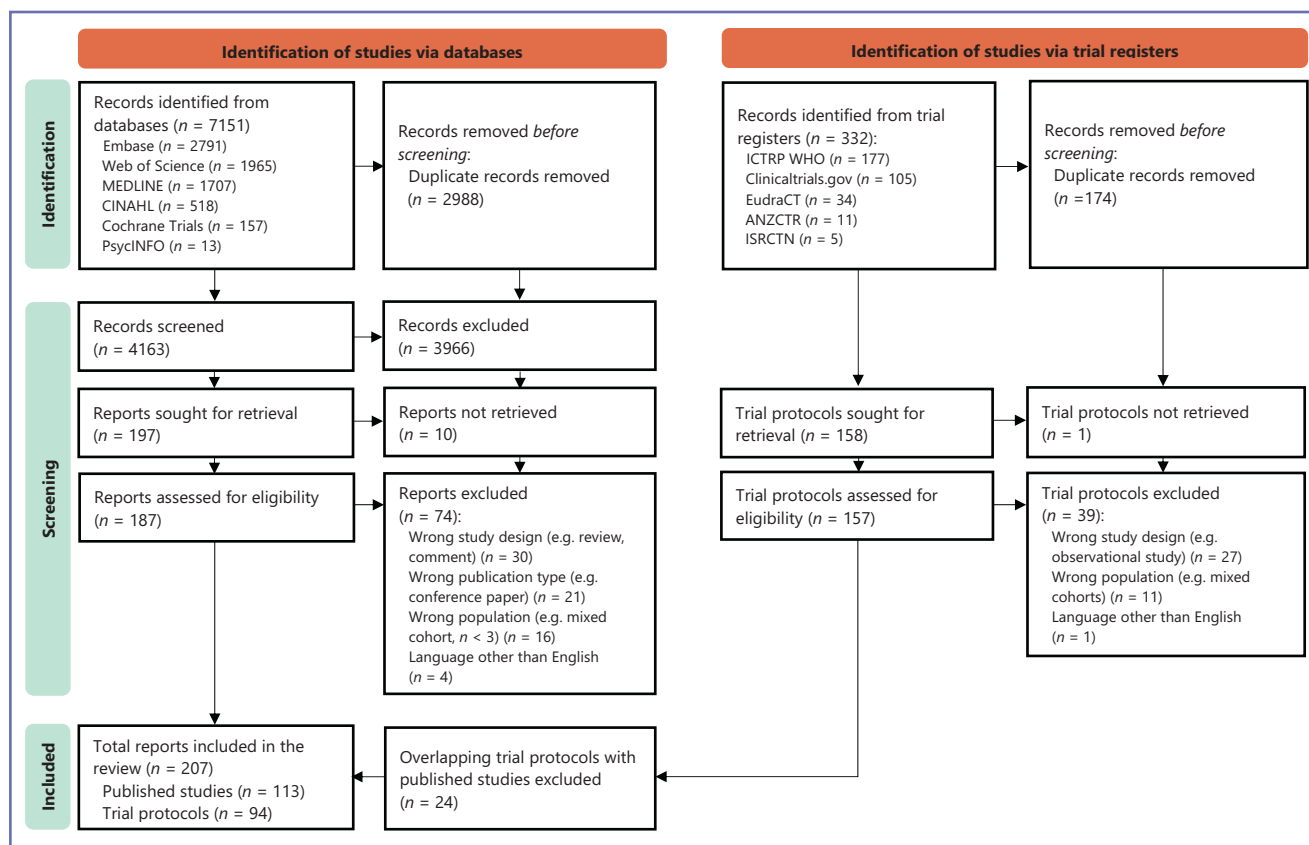 Identification of studies via databases
Identification of studies via trial registers
Identification
Records identified from
databases (n = 7151)
Embase (n = 2791)
Web of Science (n = 1965)
MEDLINE (n = 1707)
CINAHL (n = 518)
Cochrane Trials (n = 157)
PsycINFO (n = 13)
Records removed before
screening:
Duplicate records removed
(n = 2988)
Records identified from trial
registers (n = 332):
ICTRP WHO (n = 177)
Clinicaltrials.gov (n = 105)
EudraCT (n = 34)
ANZCTR (n = 11)
ISRCTN (n = 5)
Records removed before
screening:
Duplicate records removed
(n =174)
Screening
Records screened
(n = 4163)
Records excluded
(n = 3966)
Reports sought for retrieval
(n = 197)
Reports not retrieved
(n = 10)
Trial protocols sought for
retrieval (n = 158)
Trial protocols not retrieved
(n = 1)
Reports assessed for eligibility
(n = 187)
Reports excluded
(n = 74):
Wrong study design (e.g. review,
comment) (n = 30)
Wrong publication type (e.g.
conference paper) (n = 21)
Wrong population (e.g. mixed
cohort, n < 3) (n = 16)
Language other than English
(n = 4)
Trial protocols assessed for
eligibility (n = 157)
Trial protocols excluded
(n = 39):
Wrong study design (e.g.
observational study) (n = 27)
Wrong population (e.g. mixed
cohorts) (n = 11)
Language other than English
(n = 1)
Included
Total reports included in the
review (n = 207)
Published studies (n = 113)
Trial protocols (n = 94)
Overlapping trial protocols with
published studies excluded
(n = 24)